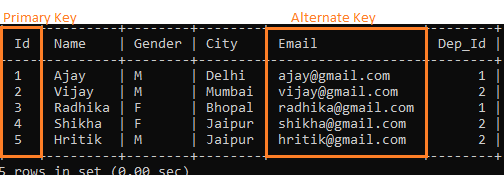 Primary Key Alternate Key
Id | Name | Gender | City | Email | Dep_Id |
1 | Ajay | M | Delhi | ajay@gmail.com | 1 |
2 | Vijay | M | Mumbai | vijay@gmail.com | 2 |
3 | Radhika | F | Bhopal | radhika@gmail.com | 1 |
4 | Shikha | F | Jaipur | shikha@gmail.com | 2 |
5 | Hritik | M | Jaipur | hritik@gmail.com | 2 |
5 rows in set (0.00 sec)